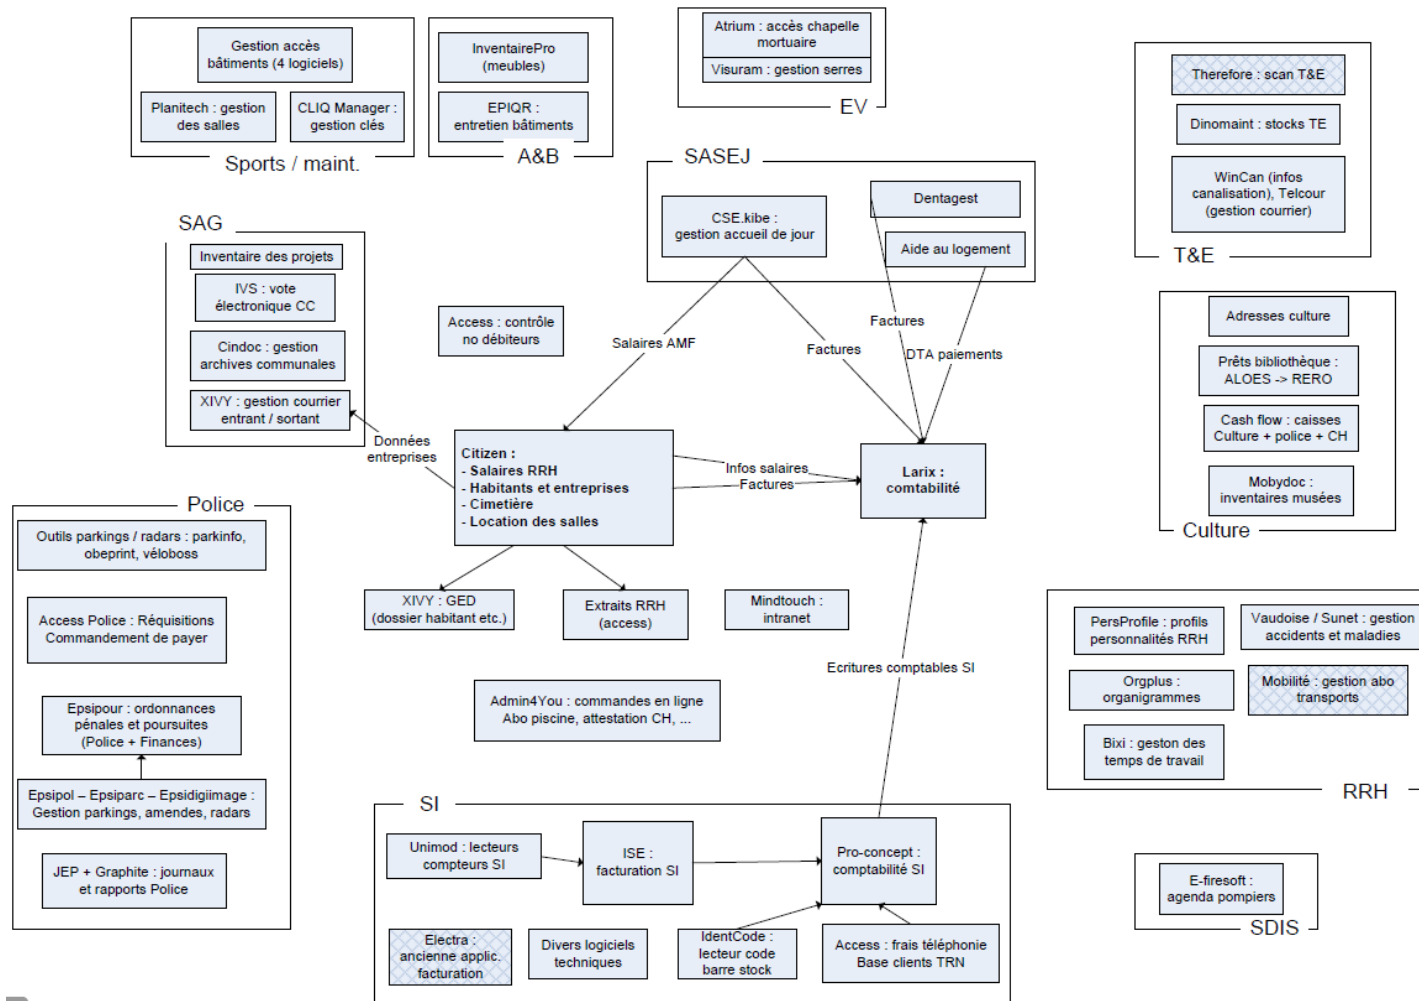 Gestion accès
bâtiments (4 logiciels)
Planitech : gestion
des salles
CLIQ Manager :
gestion clés
Sports / maint.
InventairePro
(meubles)
EPIQR :
entretien bâtiments
A&B
Atrium : accès chapelle
mortuaire
Visuram : gestion serres
EV
Therefore : scan T&E
Dinomaint : stocks TE
WinCan (infos
canalisation), Telcour
(gestion courrier)
T&E
SASEJ
CSE.kibe :
gestion accueil de jour
Dentagest
Aide au logement
SAG
Inventaire des projets
IVS : vote
électronique CC
Cindoc : gestion
archives communales
XIVY : gestion courrier
entrant / sortant
Access : contrôle
no débiteurs
Salaires AMF
Factures
Factures
DTA paiements
Données
entreprises
Adresses culture
Prêts bibliothèque :
ALOES -> RERO
Cash flow : caisses
Culture + police + CH
Mobydoc :
inventaires musées
Culture
Citizen :
- Salaires RRH
- Habitants et entreprises
- Cimetière
- Location des salles
Infos salaires
Factures
Larix :
comtabilité
Police
Outils parkings / radars : parkinfo,
obeprint, véloboss
Access Police : Réquisitions
Commandement de payer
Epsipour : ordonnances
pénales et poursuites
(Police + Finances)
Epsipol – Epsiparc – Epsidigiimage :
Gestion parkings, amendes, radars
JEP + Graphite : journaux
et rapports Police
XIVY : GED
(dossier habitant etc.)
Extraits RRH
(access)
Mindtouch :
intranet
Ecritures comptables SI
Admin4You : commandes en ligne
Abo piscine, attestation CH, ...
PersProfile : profils
personnalités RRH
Vaudoise / Sunet : gestion
accidents et maladies
Orgplus :
organigrammes
Mobilité : gestion abo
transports
Bixi : geston des
temps de travail
RRH
SI
Unimod : lecteurs
compteurs SI
ISE :
facturation SI
Pro-concept :
comptabilité SI
Electra :
ancienne applic.
facturation
Divers logiciels
techniques
IdentCode :
lecteur code
barre stock
Access : frais téléphonie
Base clients TRN
E-firesoft :
agenda pompiers
SDIS